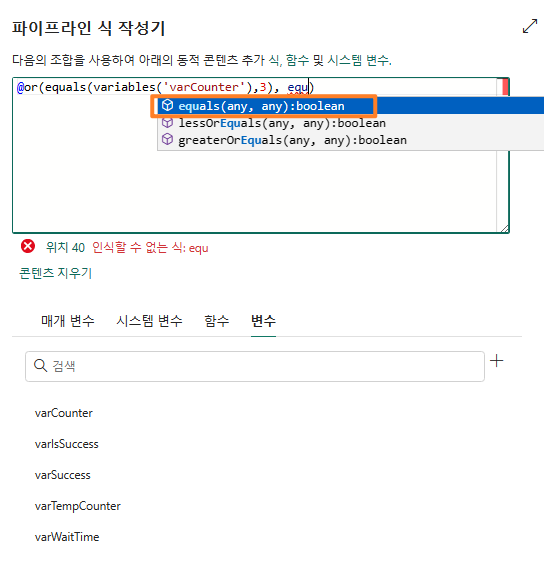 파이프라인 식 작성기
다음의 조합을 사용하여 아래의 동적 콘텐츠 추가 식, 함수 및 시스템 변수.
@or(equals(variables('varCounter'),3), equ)
equals(any, any):boolean
lessOrEquals(any, any):boolean
greaterOrEquals(any, any):boolean
위치 40 인식할 수 없는 식: equ
콘텐츠 지우기
매개 변수 시스템 변수 함수 변수
검색
varCounter
varIsSuccess
varSuccess
varTempCounter
varWaitTime